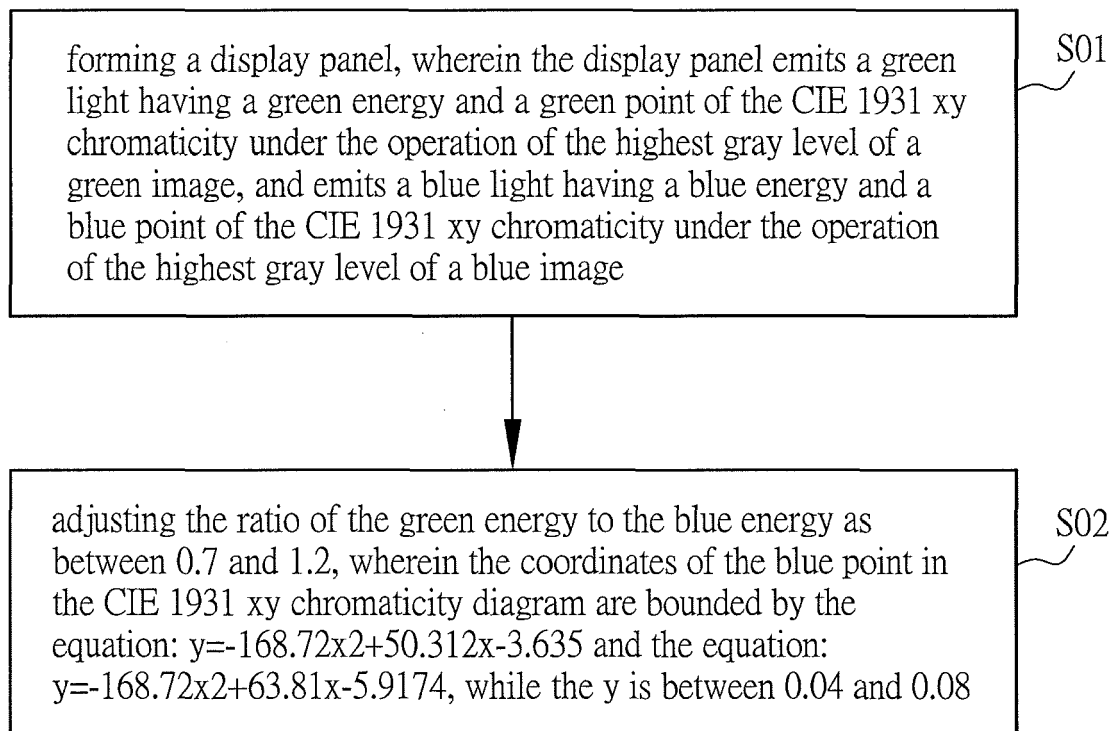 forming a display panel, wherein the display panel emits a green
light having a green energy and a green point of the CIE 1931 xy
chromaticity under the operation of the highest gray level of a
green image, and emits a blue light having a blue energy and a
blue point of the CIE 1931 xy chromaticity under the operation
of the highest gray level of a blue image
S01
adjusting the ratio of the green energy to the blue energy as
between 0.7 and 1.2, wherein the coordinates of the blue point in
the CIE 1931 xy chromaticity diagram are bounded by the
equation: y=-168.72x2+50.312x-3.635 and the equation:
y=-168.72x2+63.81x-5.9174, while the y is between 0.04 and 0.08
S02